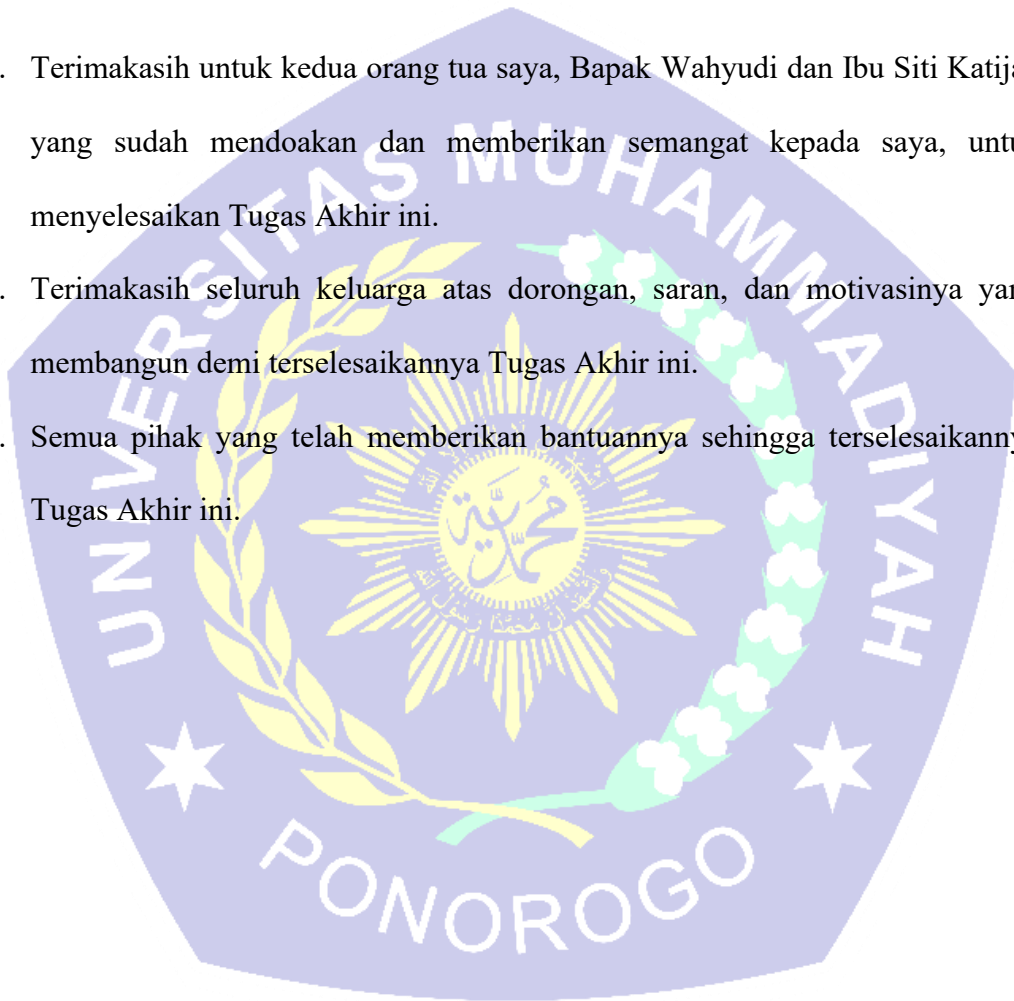 . Terimakasih untuk kedua orang tua saya, Bapak Wahyudi dan Ibu Siti Katija
yang sudah mendoakan dan memberikan semangat kepada saya, untu
menyelesaikan Tugas Akhir ini.
. Terimakasih seluruh keluarga atas dorongan, saran, dan motivasinya yan
membangun demi terselesaikannya Tugas Akhir ini.
. Semua pihak yang telah memberikan bantuannya sehingga terselesaikanny
Tugas Akhir ini.
UNIVERSITAS MUHAMMADIYAH
محمدية
PONOROGO